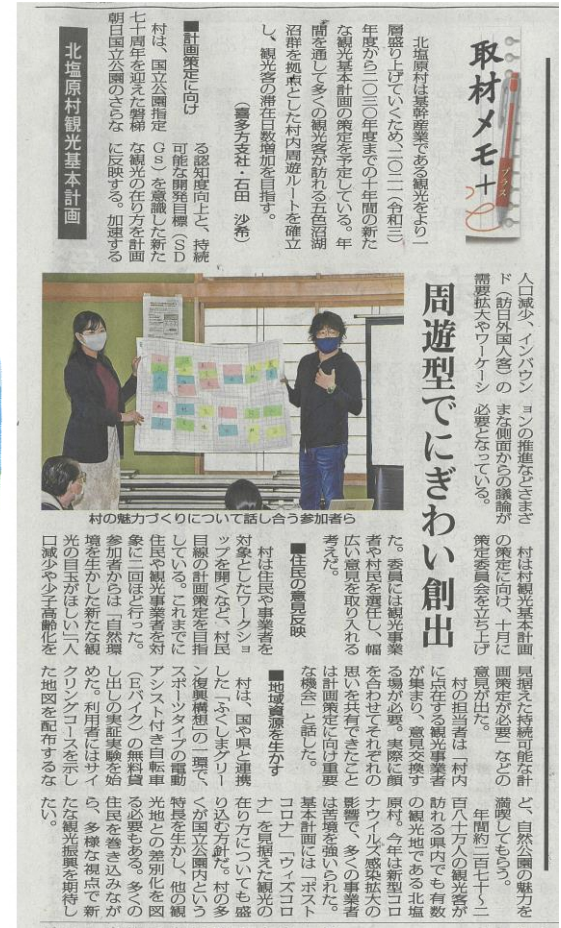 取材メモ+
プラス
北塩原村は基幹産業である観光をより一
層盛り上げていくため、二〇二一(令和三)
年度から二〇三〇年度までの十年間の新た
な観光基本計画の策定を予定している。年
間を通して多くの観光客が訪れる五色沼湖
沼群を拠点とした村内周遊ルートを確立
し、観光客の滞在日数増加を目指す。
(喜多方支社・石田 沙希)
北塩原村観光基本計画
周遊型でにぎわい創出
■計画策定に向け
村は、国立公園指定
七十周年を迎えた磐梯
朝日国立公園のさらな
る認知度向上と、持続
可能な開発目標(SD
Gs)を意識した新た
な観光の在り方を計画
に反映する。加速する
人口減少、インバウン
ド(訪日外国人客)の
需要拡大やワーケーシ
ョンの推進などさまざ
まな側面からの議論が
必要となっている。
村は村観光基本計画
の策定に向け、十月に
策定委員会を立ち上げ
た。委員には観光事業
者や村民を選任し、幅
広い意見を取り入れる
考えだ。
■住民の意見反映
村は住民や事業者を
対象としたワークショ
ップを開くなど、村民
目線の計画策定を目指
している。これまでに
住民や観光事業者を対
象に二回ほど行った。
参加者からは「自然環
境を生かした新たな観
光の目玉がほしい」「人
口減少や少子高齢化を
見据えた持続可能な計
画策定が必要」などの
意見が出た。
村の担当者は「村内
に点在する観光事業者
が集まり、意見交換す
る場が必要。実際に顔
を合わせてそれぞれの
思いを共有できたこと
は計画策定に向け重要
な機会」と話した。
■地域資源を生かす
村は、国や県と連携
した「ふくしまグリー
ン復興構想」の一環で、
スポーツタイプの電動
アシスト付き自転車
(Eバイク)の無料貸
し出しの実証実験を始
めた。利用者にはサイ
クリングコースを示し
た地図を配布するな
ど、自然公園の魅力を
満喫してもらう。
年間約二百七十~二
百八十万人の観光客が
訪れる県内でも有数
の観光地である北塩
原村。今年は新型コロ
ナウイルス感染拡大の
影響で、多くの事業者
は苦境を強いられた。
基本計画には「ポスト
コロナ」「ウィズコロ
ナ」を見据えた観光の
在り方についても盛
り込む方針だ。村の多
くが国立公園内という
特長を生かし、他の観
光地との差別化を図
る必要もある。多くの
住民を巻き込みなが
ら、多様な視点で新
たな観光振興を期待し
たい。
村の魅力づくりについて話し合う参加者ら